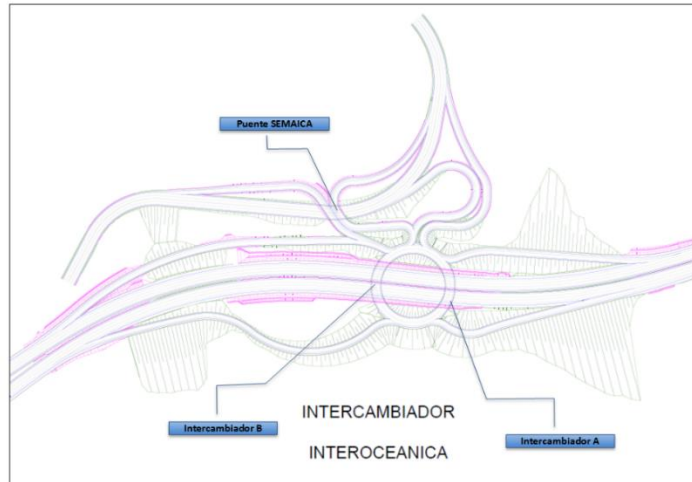 Puente SEMAICA
INTERCAMBIADOR
Intercambiador B
Intercambiador A
INTEROCEANICA